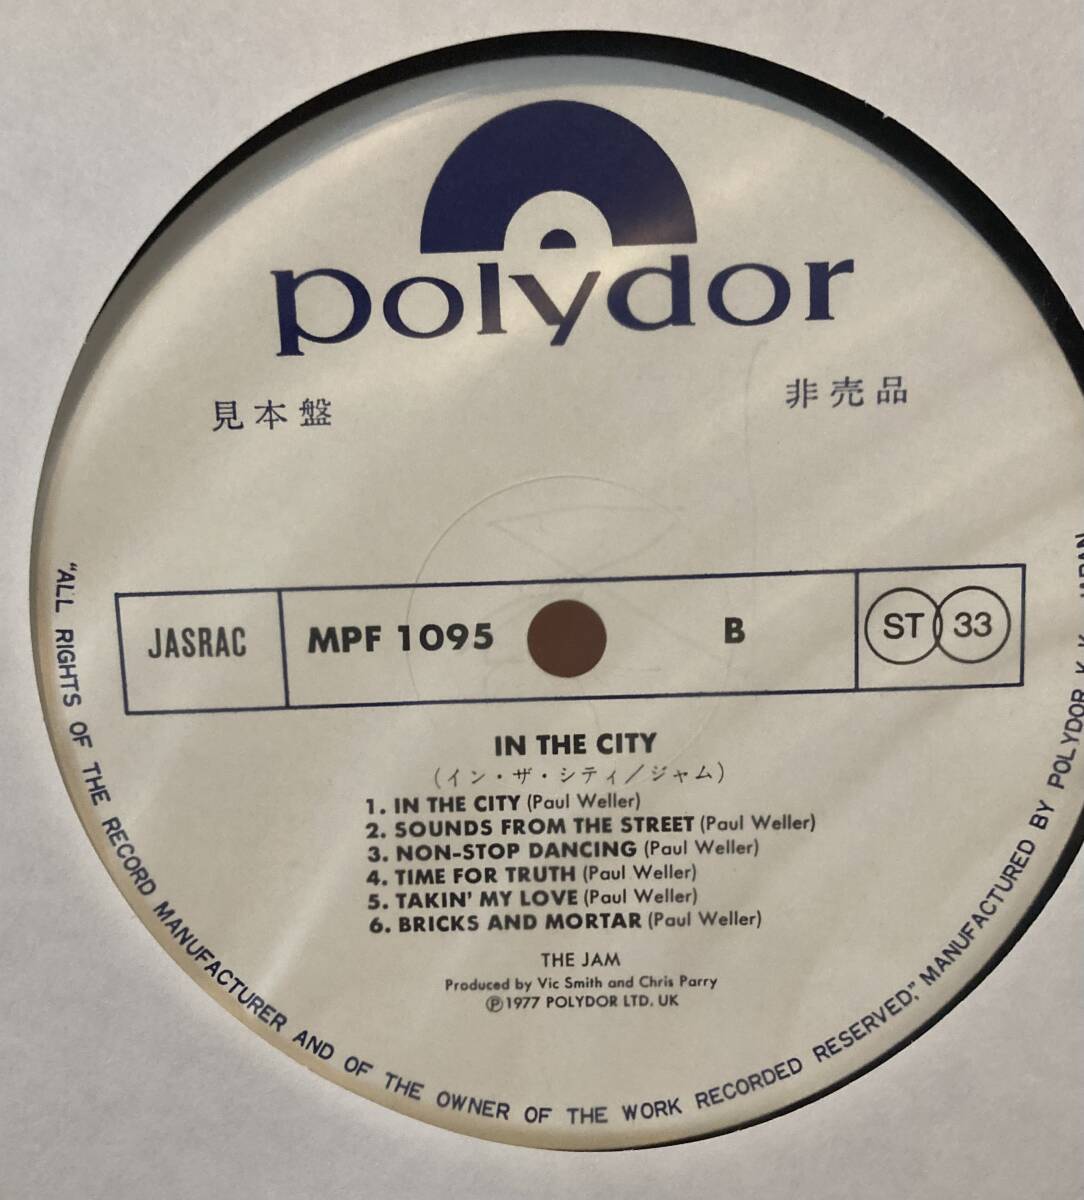 polydor
見本盤
非売品
JASRAC
MPF 1095
B
ST 33
IN THE CITY
(イン・ザ・シティ/ジャム)
1. IN THE CITY (Paul Weller)
2. SOUNDS FROM THE STREET (Paul Weller)
3. NON-STOP DANCING (Paul Weller)
4. TIME FOR TRUTH (Paul Weller)
5. TAKIN' MY LOVE (Paul Weller)
6. BRICKS AND MORTAR (Paul Weller)
THE JAM
Produced by Vic Smith and Chris Parry
Ⓟ1977 POLYDOR LTD. UK
"ALL RIGHTS OF THE RECORD MANUFACTURER AND OF THE OWNER OF THE WORK RECORDED RESERVED," MANUFACTURED BY POLYDOR K.K.